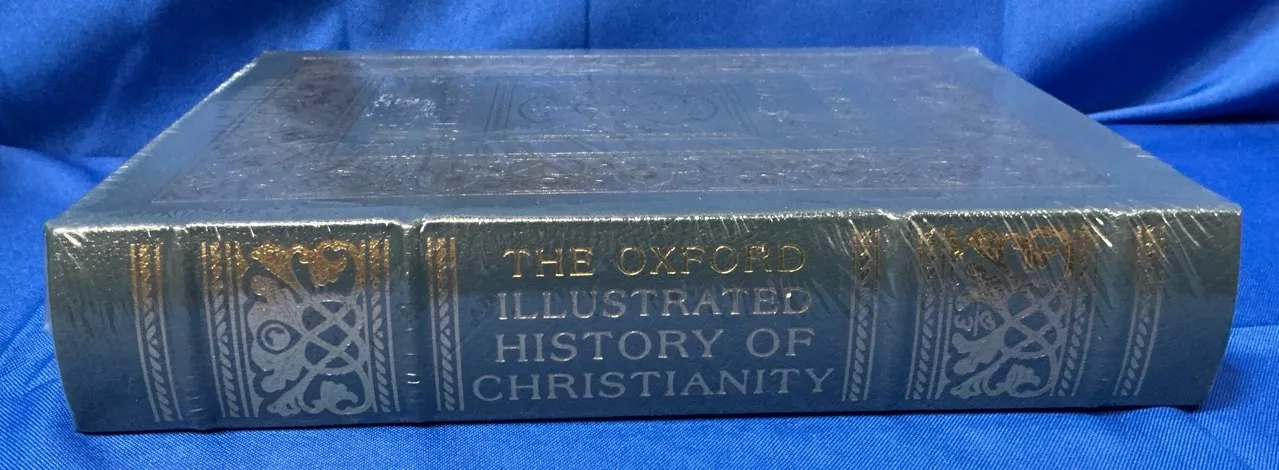 THE OXFORD
ILLUSTRATED
HISTORY OF
CHRISTIANITY